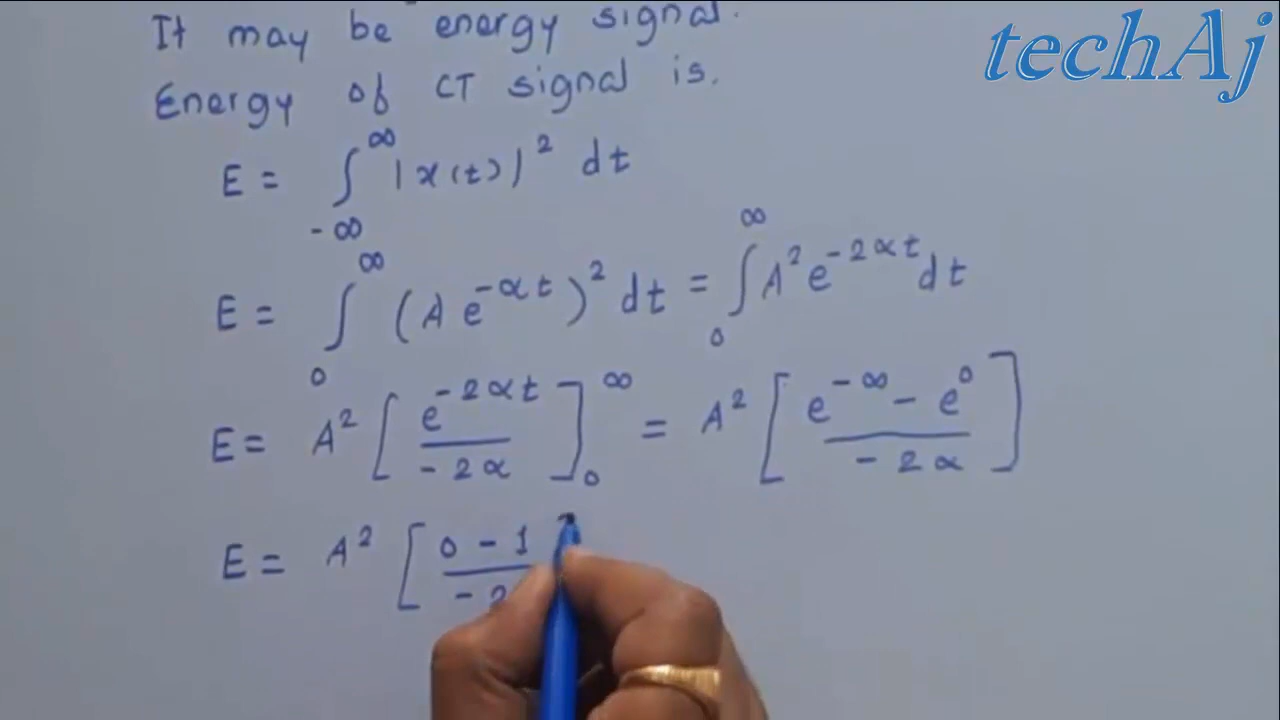 It may be energy signal.
techAj
Energy of CT signal is.
E = ∫_{-∞}^{∞} |x(t)|² dt
E = ∫_{0}^{∞} (A e^{-αt})² dt = ∫_{0}^{∞} A² e^{-2αt} dt
E = A² [ e^{-2αt} / -2α ]_{0}^{∞} = A² [ e^{-∞} - e^{0} / -2α ]
E = A² [ 0 - 1 / - 2